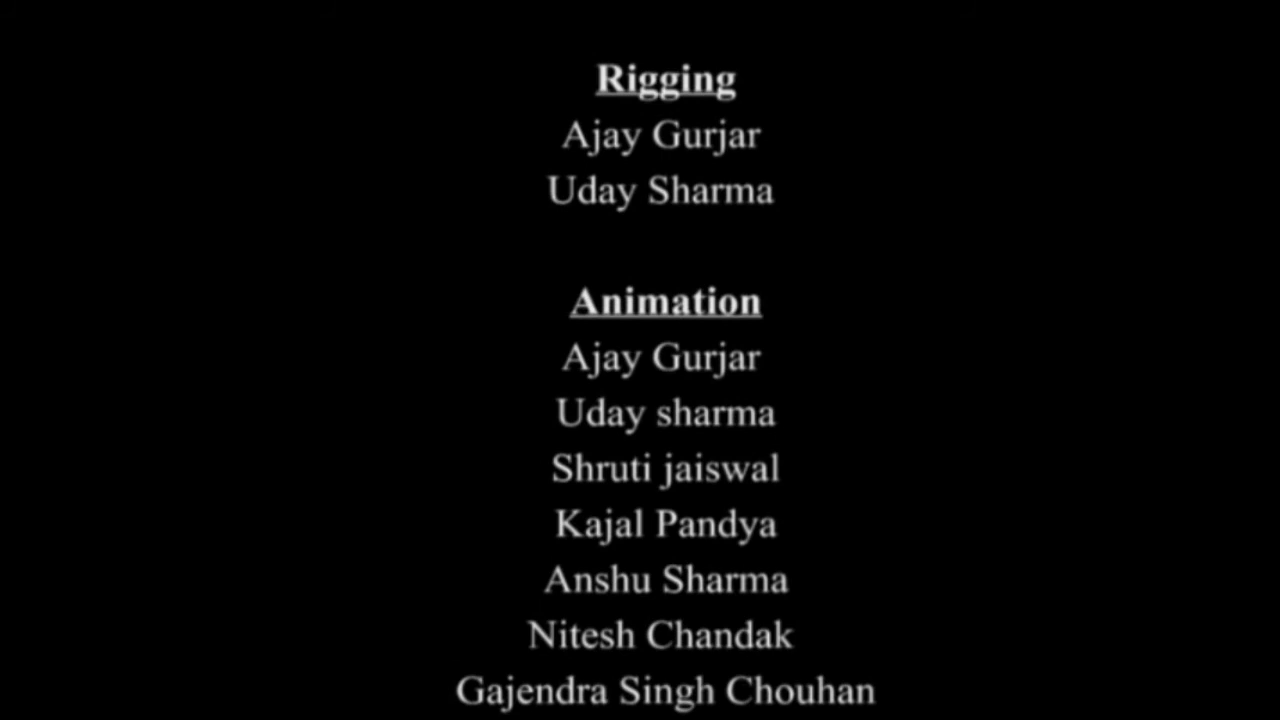 Rigging
Ajay Gurjar
Uday Sharma
Animation
Ajay Gurjar
Uday sharma
Shruti jaiswal
Kajal Pandya
Anshu Sharma
Nitesh Chandak
Gajendra Singh Chouhan